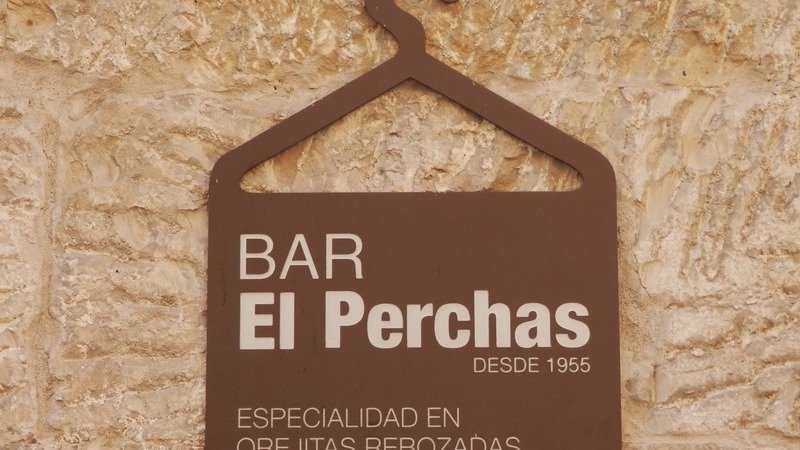 BAR
El Perchas
DESDE 1955
ESPECIALIDAD EN
OREJITAS REBOZADAS